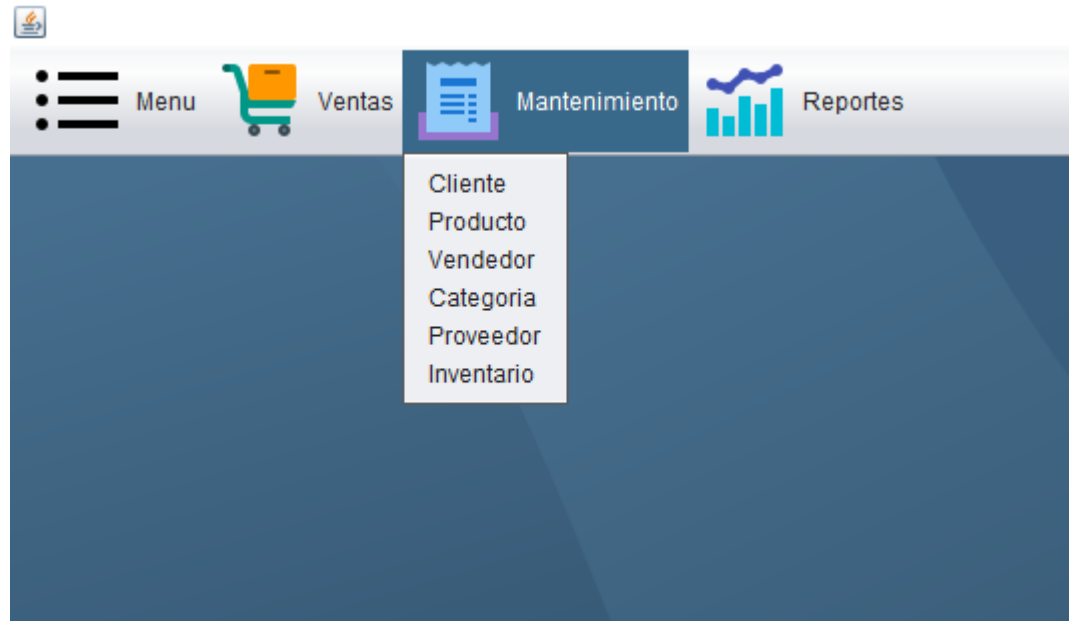 Menu Ventas Mantenimiento Reportes
Cliente
Producto
Vendedor
Categoria
Proveedor
Inventario